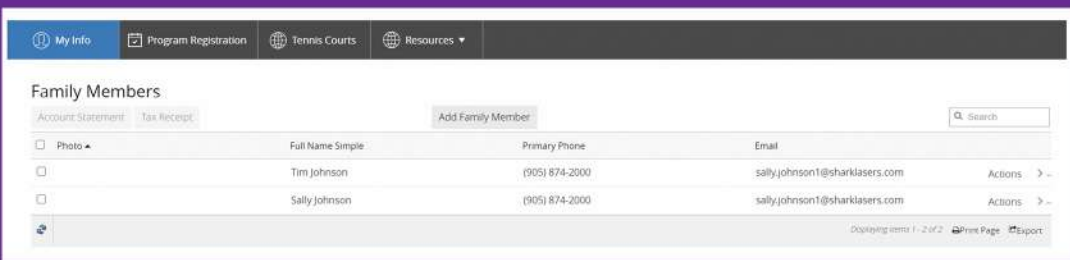 My Info Program Registration Tennis Courts Resources
Family Members
Account Statement Tax Receipt Add Family Member Search
Photo Full Name Simple Primary Phone Email
Tim Johnson (905) 874-2000 sally.johnson1@sharklasers.com Actions
Sally Johnson (905) 874-2000 sally.johnson1@sharklasers.com Actions
Displaying items 1 - 2 of 2 Print Page Export